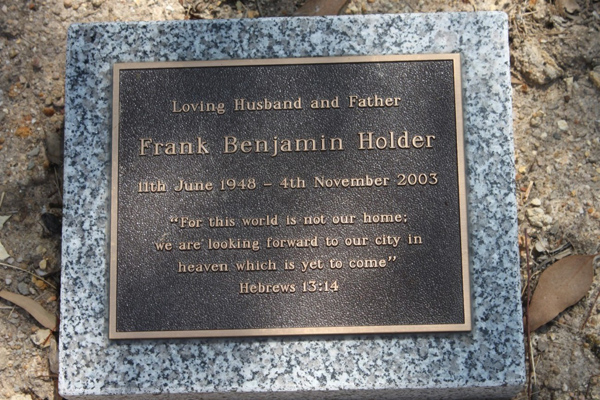 Loving Husband and Father
Frank Benjamin Holder
11th June 1948 – 4th November 2003
“For this world is not our home;
we are looking forward to our city in
heaven which is yet to come”
Hebrews 13:14